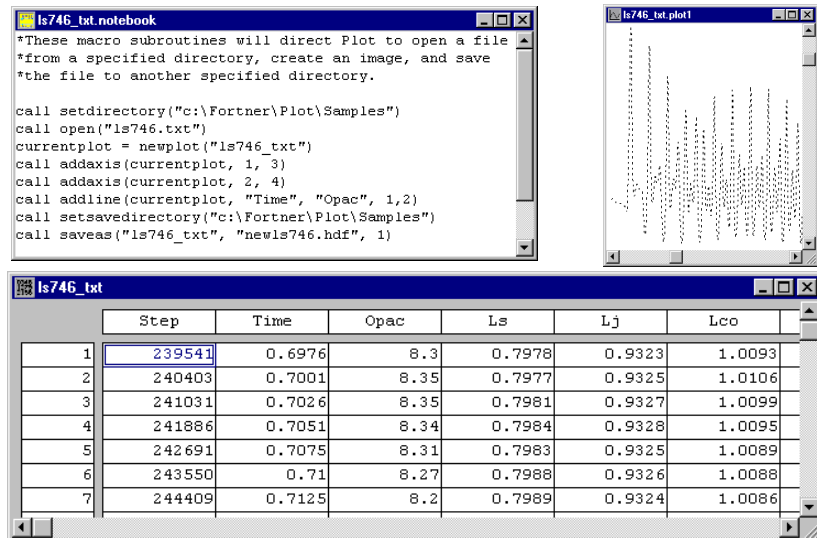 ls746_txt.notebook
*These macro subroutines will direct Plot to open a file
*from a specified directory, create an image, and save
*the file to another specified directory.
call setdirectory("c:\Fortner\Plot\Samples")
call open("ls746.txt")
currentplot = newplot("ls746_txt")
call addaxis(currentplot, 1, 3)
call addaxis(currentplot, 2, 4)
call addline(currentplot, "Time", "Opac", 1,2)
call setsavedirectory("c:\Fortner\Plot\Samples")
call saveas("ls746_txt", "newls746.hdf", 1)
ls746_txt.plot1
ls746_txt
Step Time Opac Ls Lj Lco
1 239541 0.6976 8.3 0.7978 0.9323 1.0093
2 240403 0.7001 8.35 0.7977 0.9325 1.0106
3 241031 0.7026 8.35 0.7981 0.9327 1.0099
4 241886 0.7051 8.34 0.7984 0.9328 1.0095
5 242691 0.7075 8.31 0.7983 0.9325 1.0089
6 243550 0.71 8.27 0.7988 0.9326 1.0088
7 244409 0.7125 8.2 0.7989 0.9324 1.0086